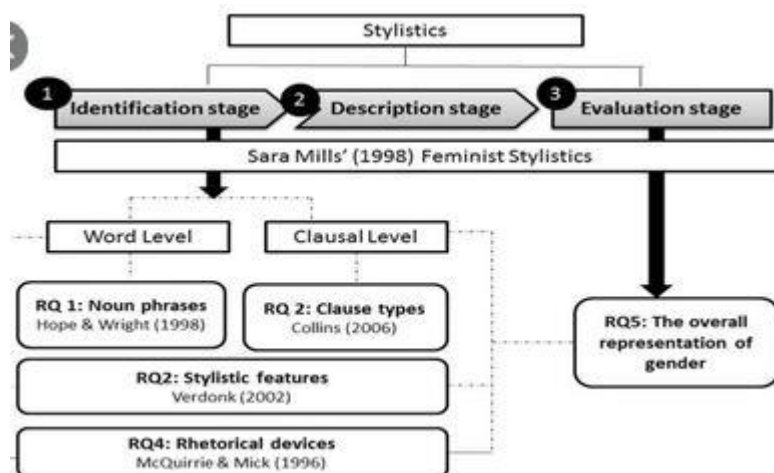 Stylistics
1
Identification stage
2
Description stage
3
Evaluation stage
Sara Mills' (1998) Feminist Stylistics
Word Level
Clausal Level
RQ 1: Noun phrases
Hope & Wright (1998)
RQ 2: Clause types
Collins (2006)
RQ5: The overall
representation of
gender
RQ2: Stylistic features
Verdonk (2002)
RQ4: Rhetorical devices
McQuirrie & Mick (1996)